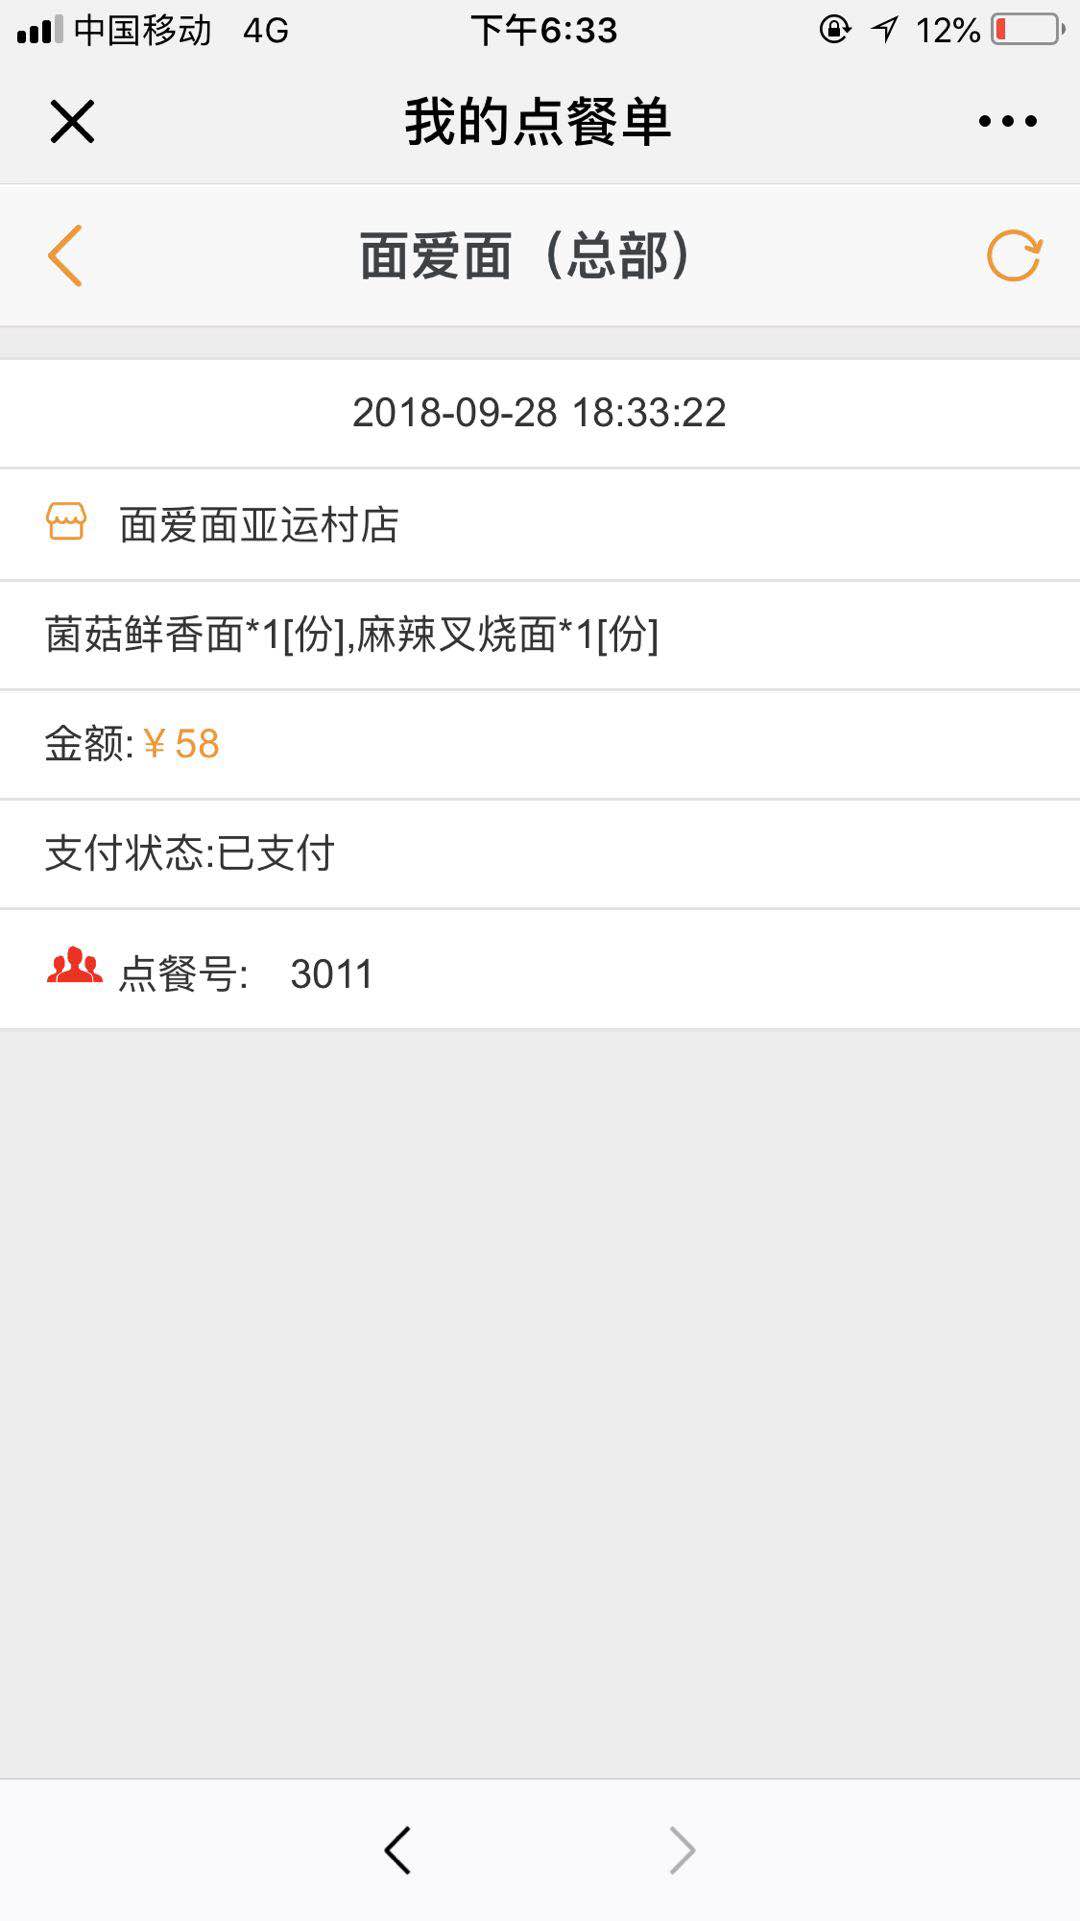 中国移动 4G 下午6:33 12%
我的点餐单
面爱面（总部）
2018-09-28 18:33:22
面爱面亚运村店
菌菇鲜香面*1[份],麻辣叉烧面*1[份]
金额:￥58
支付状态:已支付
点餐号: 3011